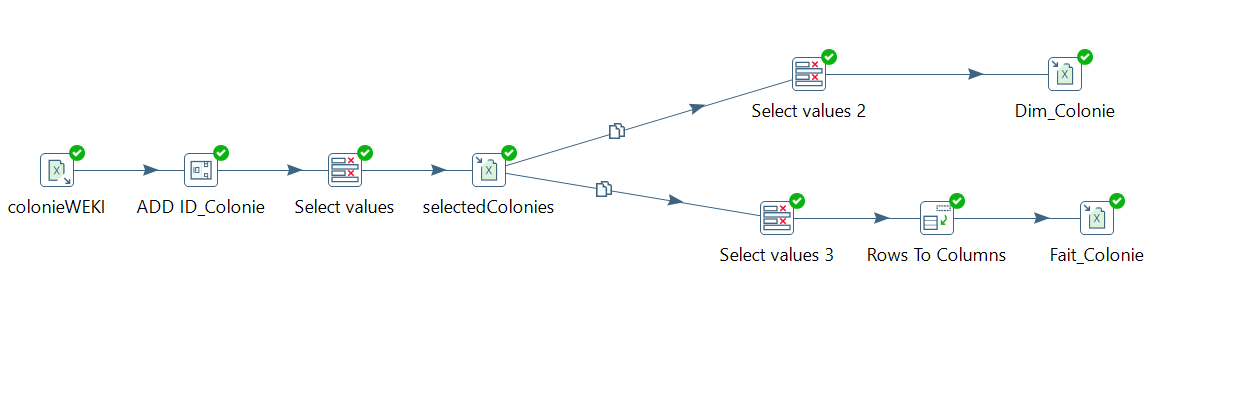 Select values 2
Dim_Colonie
colonieWEKI
ADD ID_Colonie
Select values
selectedColonies
Select values 3
Rows To Columns
Fait_Colonie